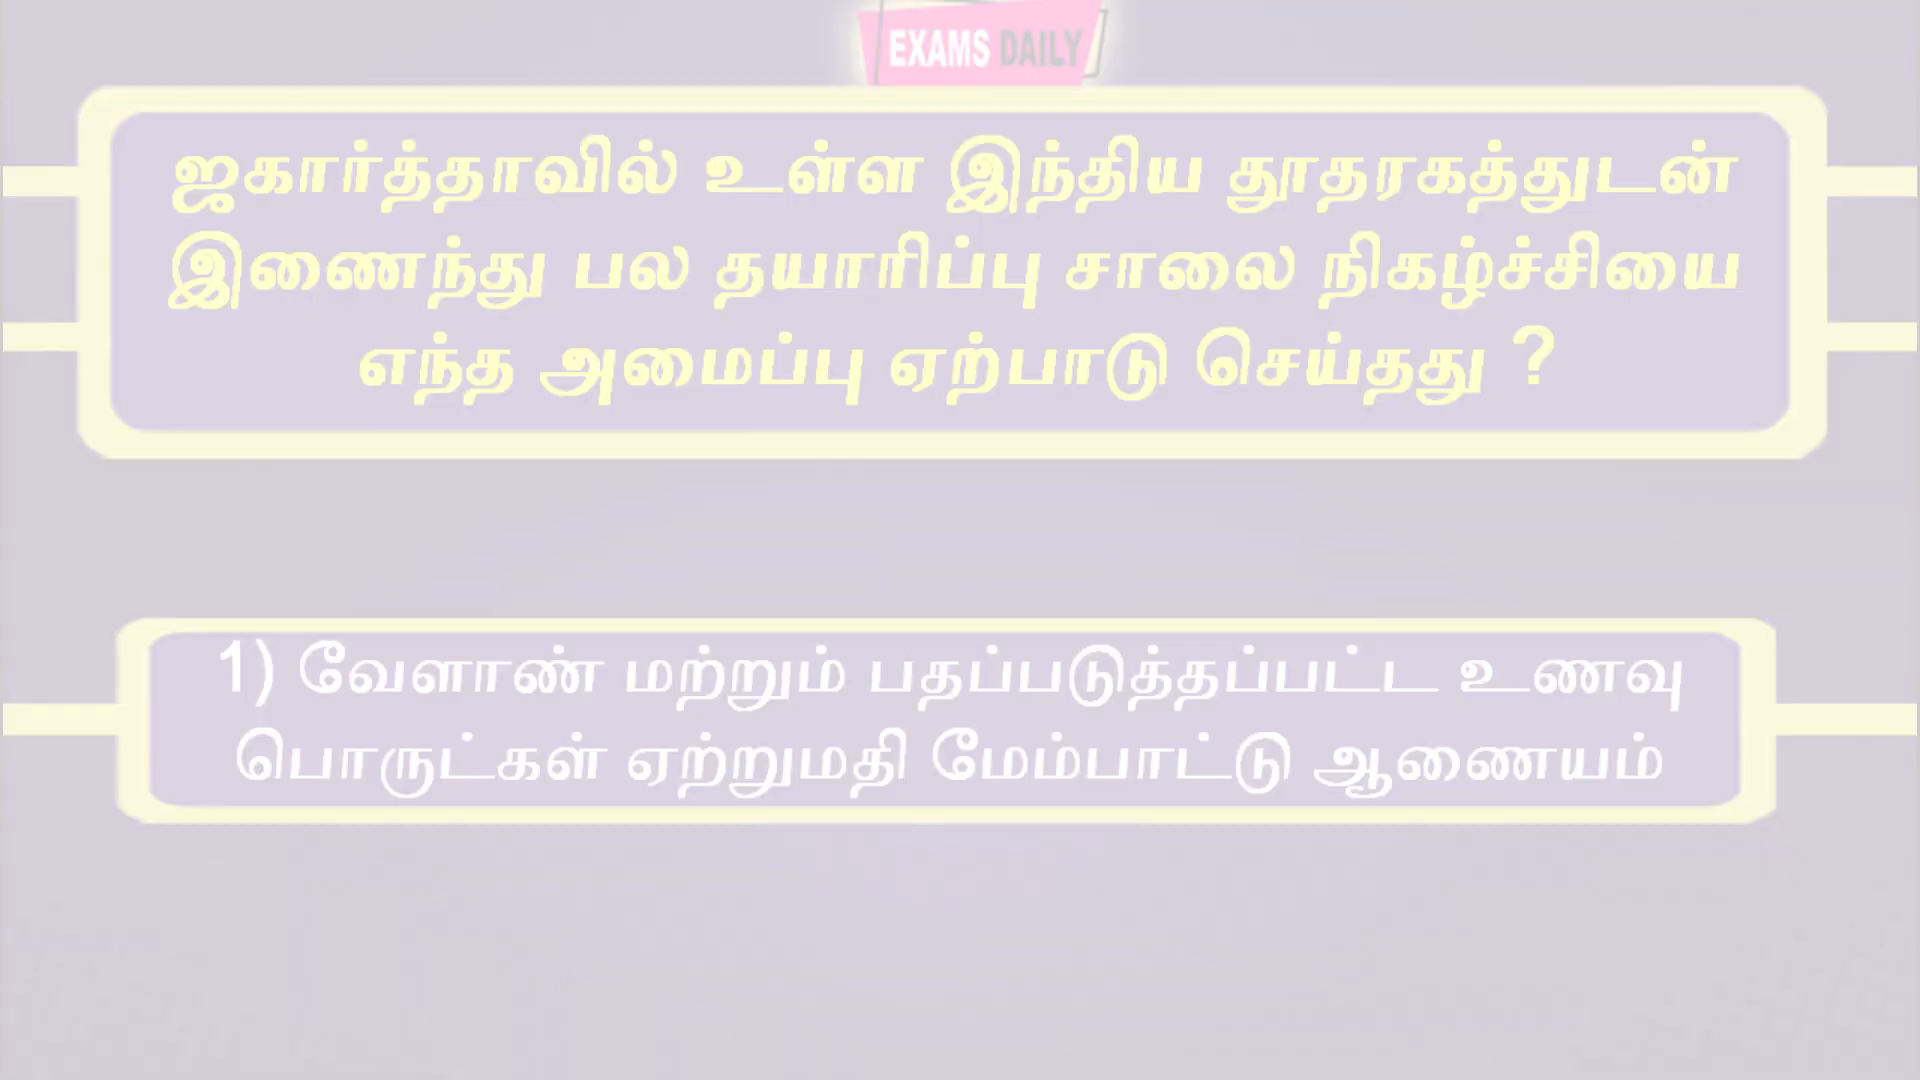 EXAMS DAILY
ஜகார்த்தாவில் உள்ள இந்திய தூதரகத்துடன்
இணைந்து பல தயாரிப்பு சாலை நிகழ்ச்சியை
எந்த அமைப்பு ஏற்பாடு செய்தது ?
1) வேளாண் மற்றும் பதப்படுத்தப்பட்ட உணவு
பொருட்கள் ஏற்றுமதி மேம்பாட்டு ஆணையம்